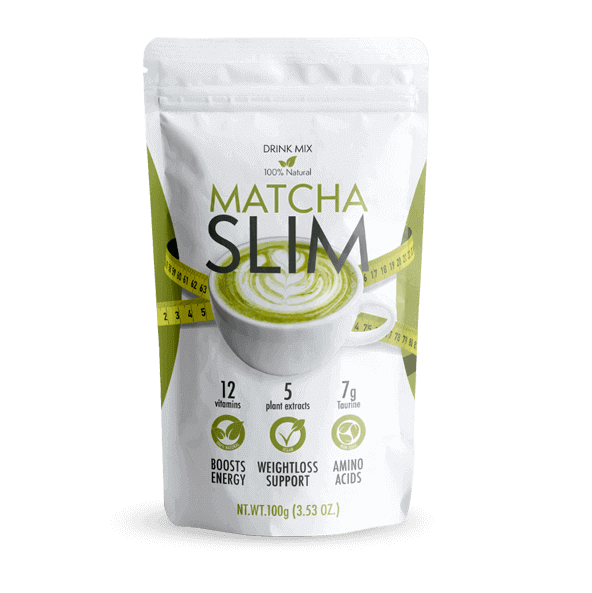 DRINK MIX
100% Natural
MATCHA
SLIM
12
vitamins
5
plant extracts
7g
Taurine
BOOSTS
ENERGY
WEIGHTLOSS
SUPPORT
AMINO
ACIDS
NT.WT.100g (3.53 OZ.)